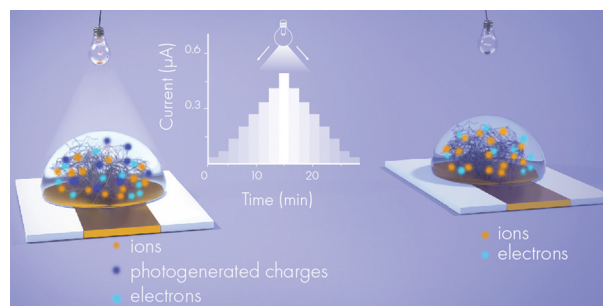 Current (µA)
0.6
0.3
0
10
20
Time (min)
ions
photogenerated charges
electrons
ions
electrons